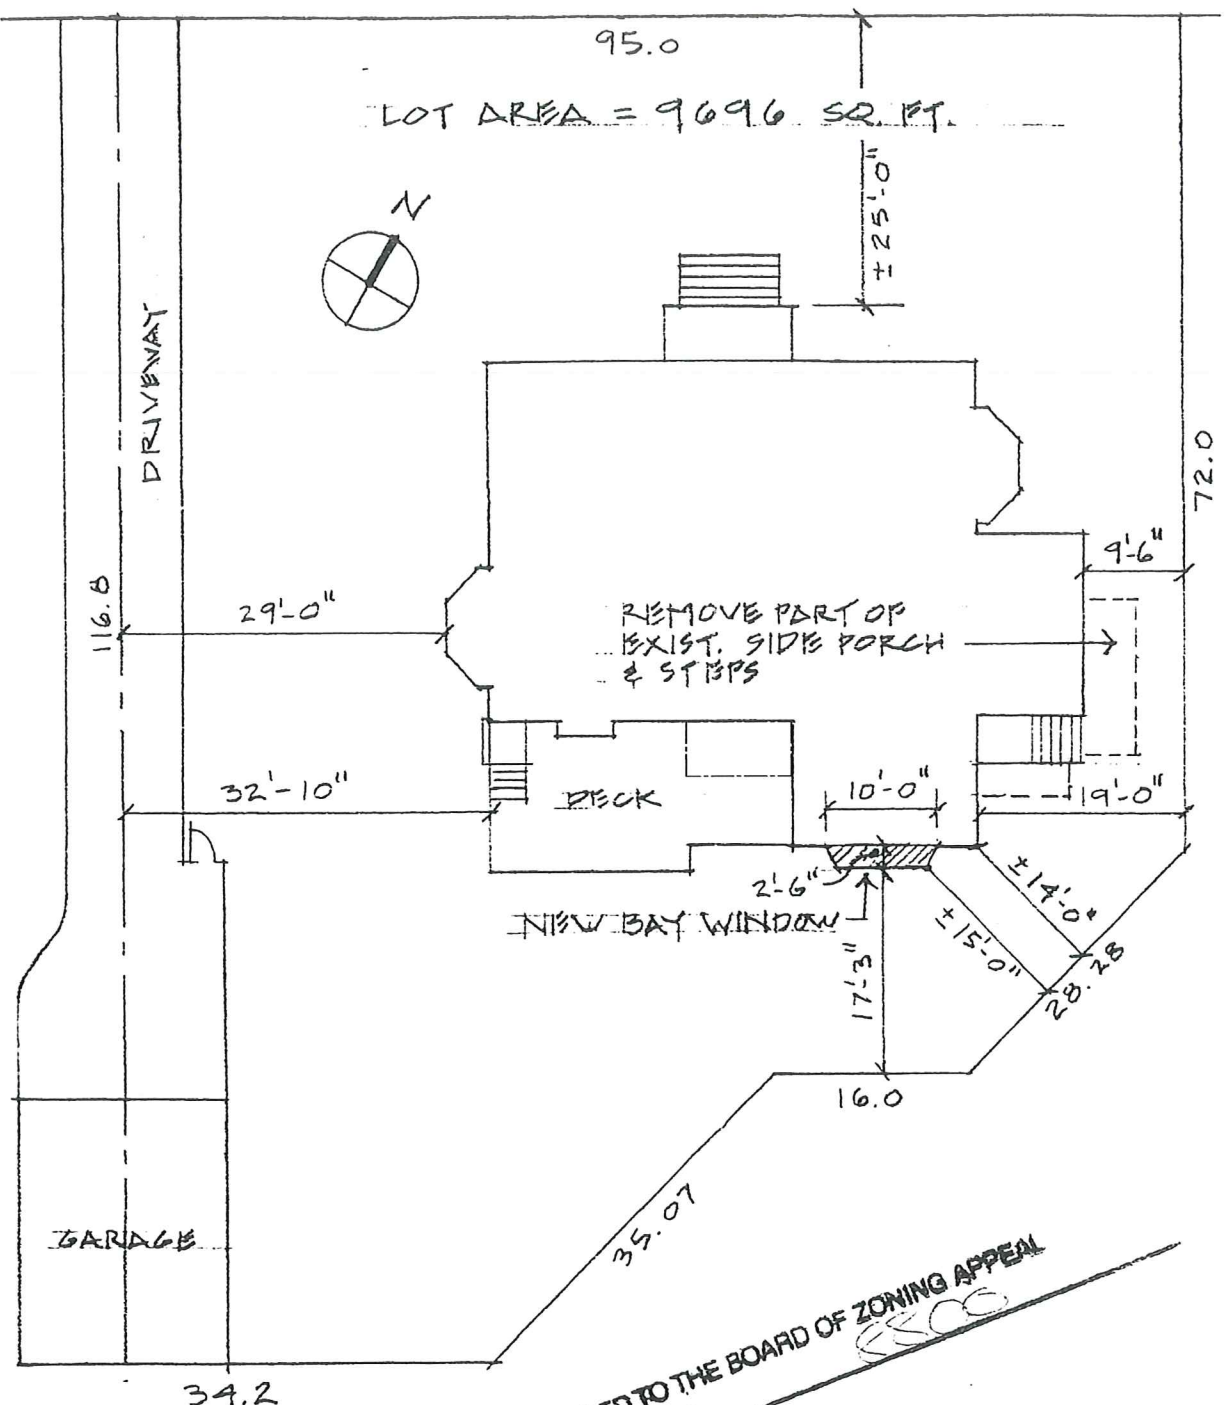 95.0
LOT AREA = 9696 SQ. FT.
± 25'-0"
N
DRIVEWAY
72.0
9'-6"
116.8
29'-0"
REMOVE PART OF
EXIST. SIDE PORCH
& STEPS
32'-10"
DECK
10'-0"
19'-0"
2'-6"
± 14'-0"
NEW BAY WINDOW
± 15'-0"
17'-3"
28.28
16.0
35.07
GARAGE
TO THE BOARD OF ZONING APPEAL
34.2